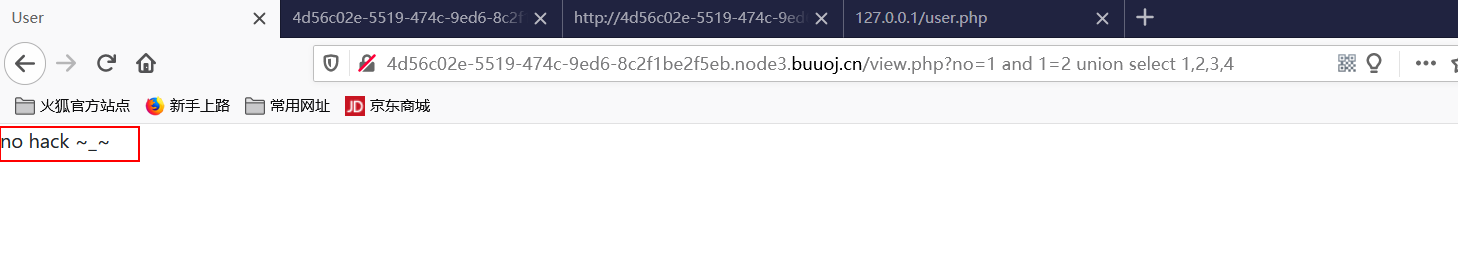 User 4d56c02e-5519-474c-9ed6-8c2f http://4d56c02e-5519-474c-9ed 127.0.0.1/user.php
4d56c02e-5519-474c-9ed6-8c2f1be2f5eb.node3.buuoj.cn/view.php?no=1 and 1=2 union select 1,2,3,4
火狐官方站点 新手上路 常用网址 JD 京东商城
no hack ~_~